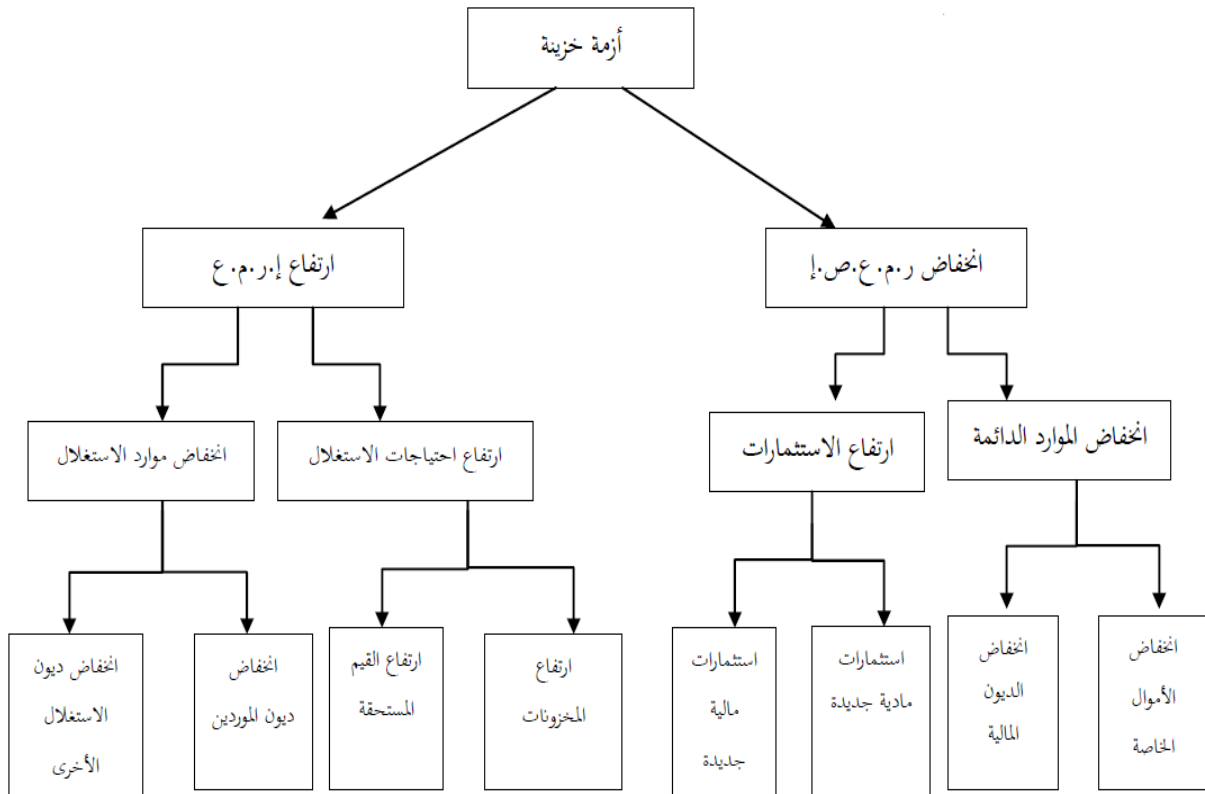 أزمة خزينة
انخفاض ر.م.ع.ص.إ
ارتفاع إ.ر.م.ع
انخفاض الموارد الدائمة
ارتفاع الاستثمارات
ارتفاع احتياجات الاستغلال
انخفاض موارد الاستغلال
انخفاض
الأموال
الخاصة
انخفاض
الديون
المالية
استثمارات
مادية جديدة
استثمارات
مالية
جديدة
ارتفاع
المخزونات
ارتفاع القيم
المستحقة
انخفاض
ديون الموردين
انخفاض ديون
الاستغلال
الأخرى